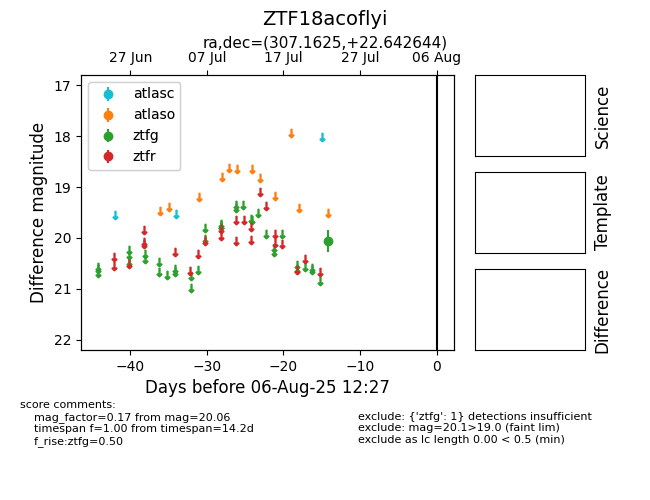 ZTF18acoflyi
ra,dec=(307.1625,+22.642644)
27 Jun 07 Jul 17 Jul 27 Jul 06 Aug
atlasc
atlaso
ztfg
ztfr
17
18
19
20
21
22
Difference magnitude
−40 −30 −20 −10 0
Days before 06-Aug-25 12:27
Science
Template
Difference
score comments:
mag_factor=0.17 from mag=20.06
timespan f=1.00 from timespan=14.2d
f_rise:ztfg=0.50
exclude: {'ztfg': 1} detections insufficient
exclude: mag=20.1>19.0 (faint lim)
exclude as lc length 0.00 < 0.5 (min)